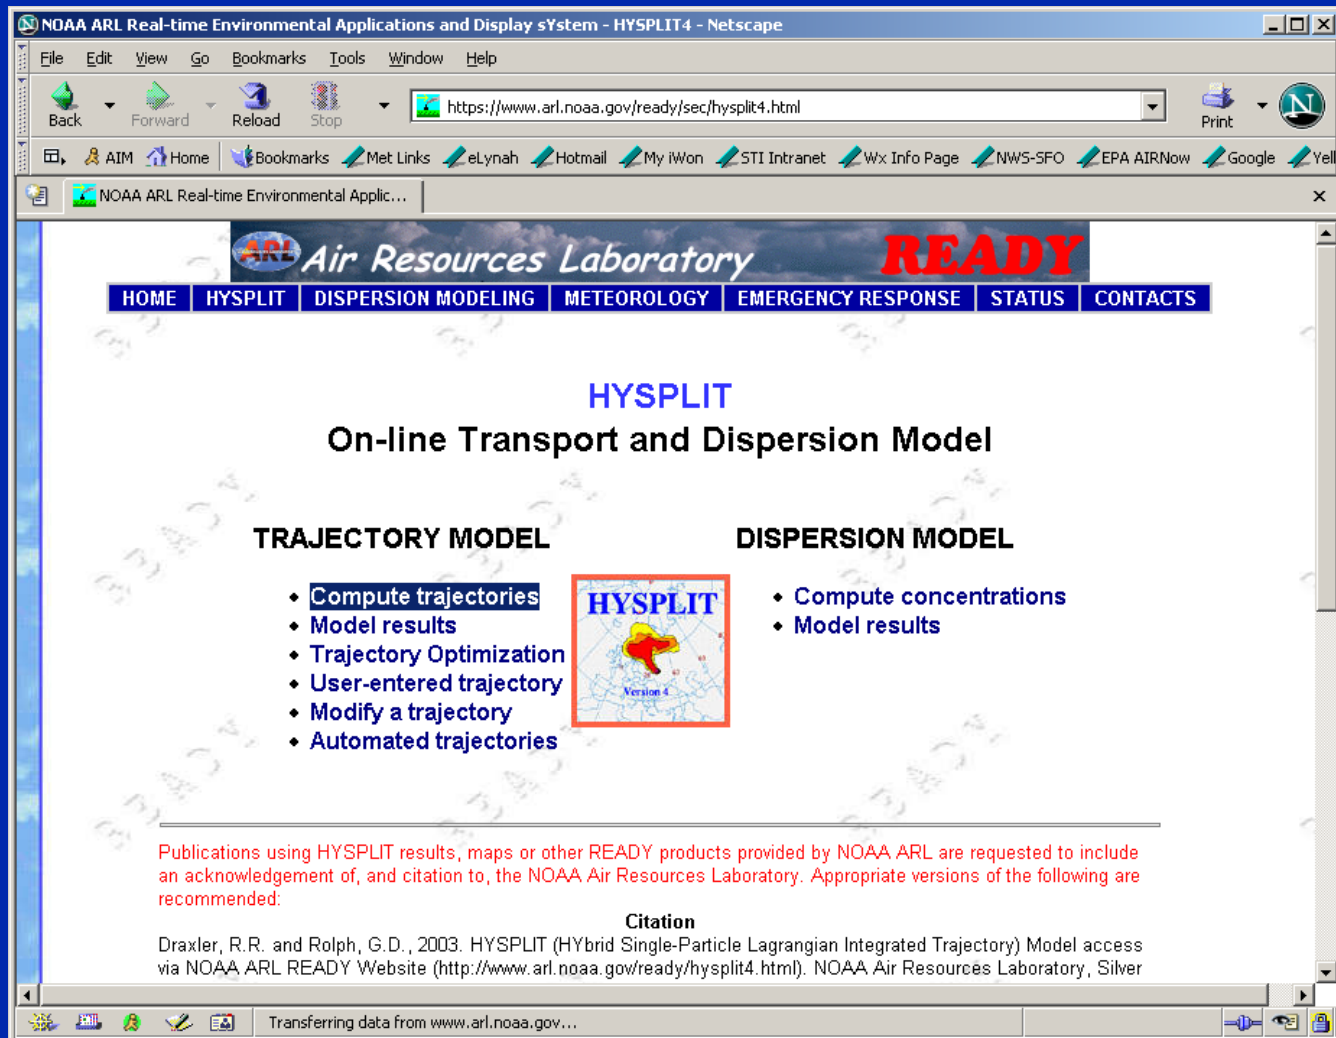 NOAA ARL Real-time Environmental Applications and Display sYstem - HYSPLIT4 - Netscape
File Edit View Go Bookmarks Tools Window Help
Back Forward Reload Stop https://www.arl.noaa.gov/ready/sec/hysplit4.html Print N
AIM Home Bookmarks Met Links eLynah Hotmail My iWon STI Intranet Wx Info Page NWS-SFO EPA AIRNow Google Yell
NOAA ARL Real-time Environmental Applic...
ARL Air Resources Laboratory READY
HOME HYSPLIT DISPERSION MODELING METEOROLOGY EMERGENCY RESPONSE STATUS CONTACTS
HYSPLIT
On-line Transport and Dispersion Model
TRAJECTORY MODEL
Compute trajectories
Model results
Trajectory Optimization
User-entered trajectory
Modify a trajectory
Automated trajectories
HYSPLIT
Version 4
DISPERSION MODEL
Compute concentrations
Model results
Publications using HYSPLIT results, maps or other READY products provided by NOAA ARL are requested to include
an acknowledgement of, and citation to, the NOAA Air Resources Laboratory. Appropriate versions of the following are
recommended:
Citation
Draxler, R.R. and Rolph, G.D., 2003. HYSPLIT (HYbrid Single-Particle Lagrangian Integrated Trajectory) Model access
via NOAA ARL READY Website (http://www.arl.noaa.gov/ready/hysplit4.html). NOAA Air Resources Laboratory, Silver
Transferring data from www.arl.noaa.gov...